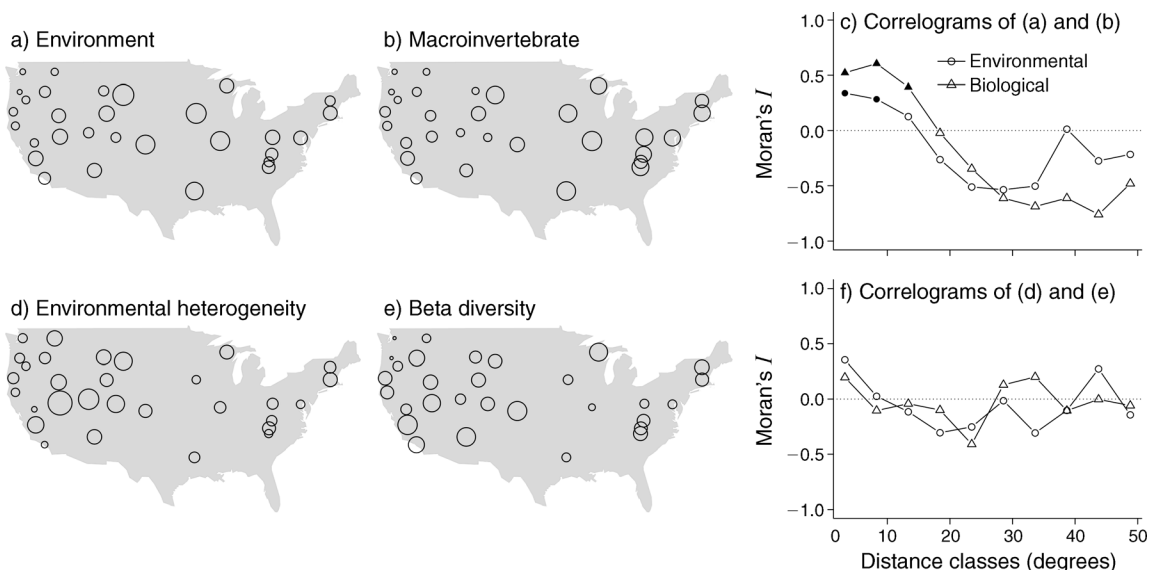 a) Environment
b) Macroinvertebrate
c) Correlograms of (a) and (b)
Environmental
Biological
Moran's I
1.0
0.5
0.0
−0.5
−1.0
d) Environmental heterogeneity
e) Beta diversity
f) Correlograms of (d) and (e)
Moran's I
1.0
0.5
0.0
−0.5
−1.0
0 10 20 30 40 50
Distance classes (degrees)